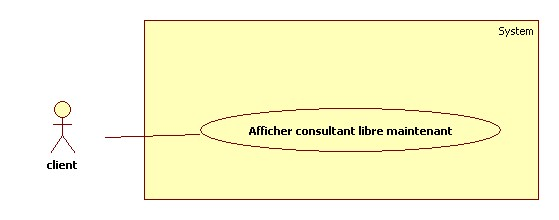 System
Afficher consultant libre maintenant
client